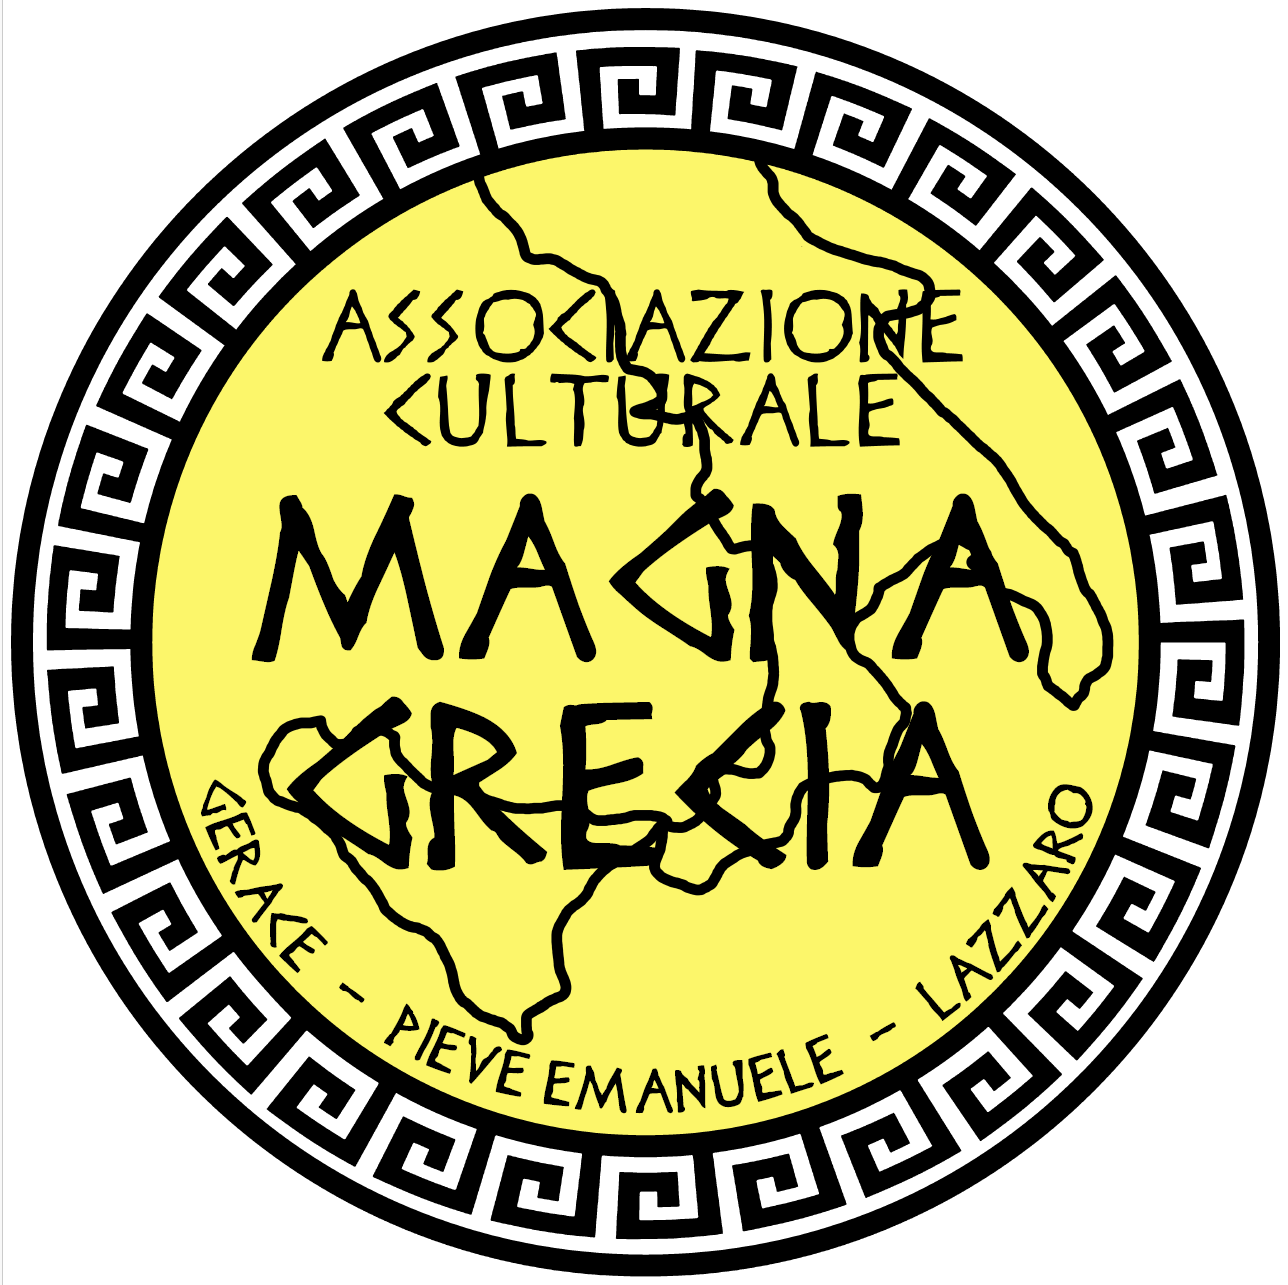 ASSOCIAZIONE
CULTURALE
MAGNA
GRECIA
GERACE - PIEVE EMANUELE - LAZZARO